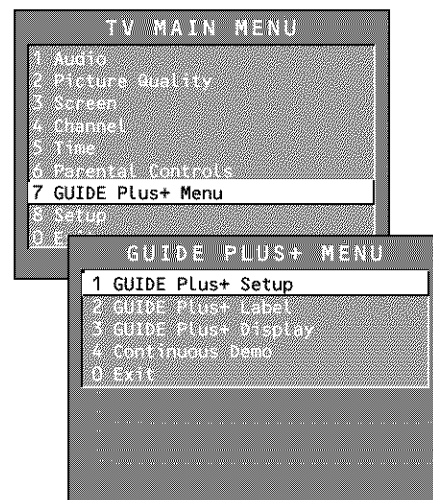 TV MAIN MENU
1 Audio
2 Picture Quality
3 Screen
4 Channel
5 Time
6 Parental Controls
7 GUIDE Plus+ Menu
8 Setup
0 E
GUIDE PLUS+ MENU
1 GUIDE Plus+ Setup
2 GUIDE Plus+ Label
3 GUIDE Plus+ Display
4 Continuous Demo
0 Exit